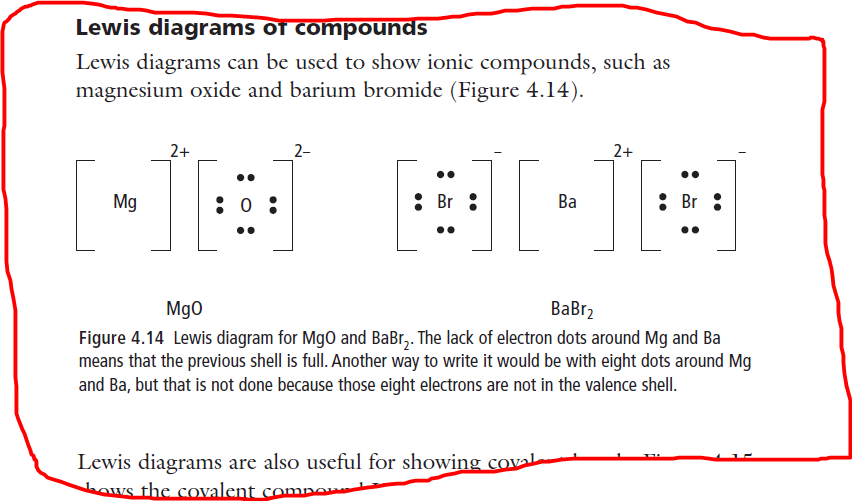 Lewis diagrams of compounds
Lewis diagrams can be used to show ionic compounds, such as
magnesium oxide and barium bromide (Figure 4.14).
2+ 2– – 2+ –
Mg O Br Ba Br
MgO BaBr₂
Figure 4.14 Lewis diagram for MgO and BaBr₂. The lack of electron dots around Mg and Ba
means that the previous shell is full. Another way to write it would be with eight dots around Mg
and Ba, but that is not done because those eight electrons are not in the valence shell.
Lewis diagrams are also useful for showing
the covalent